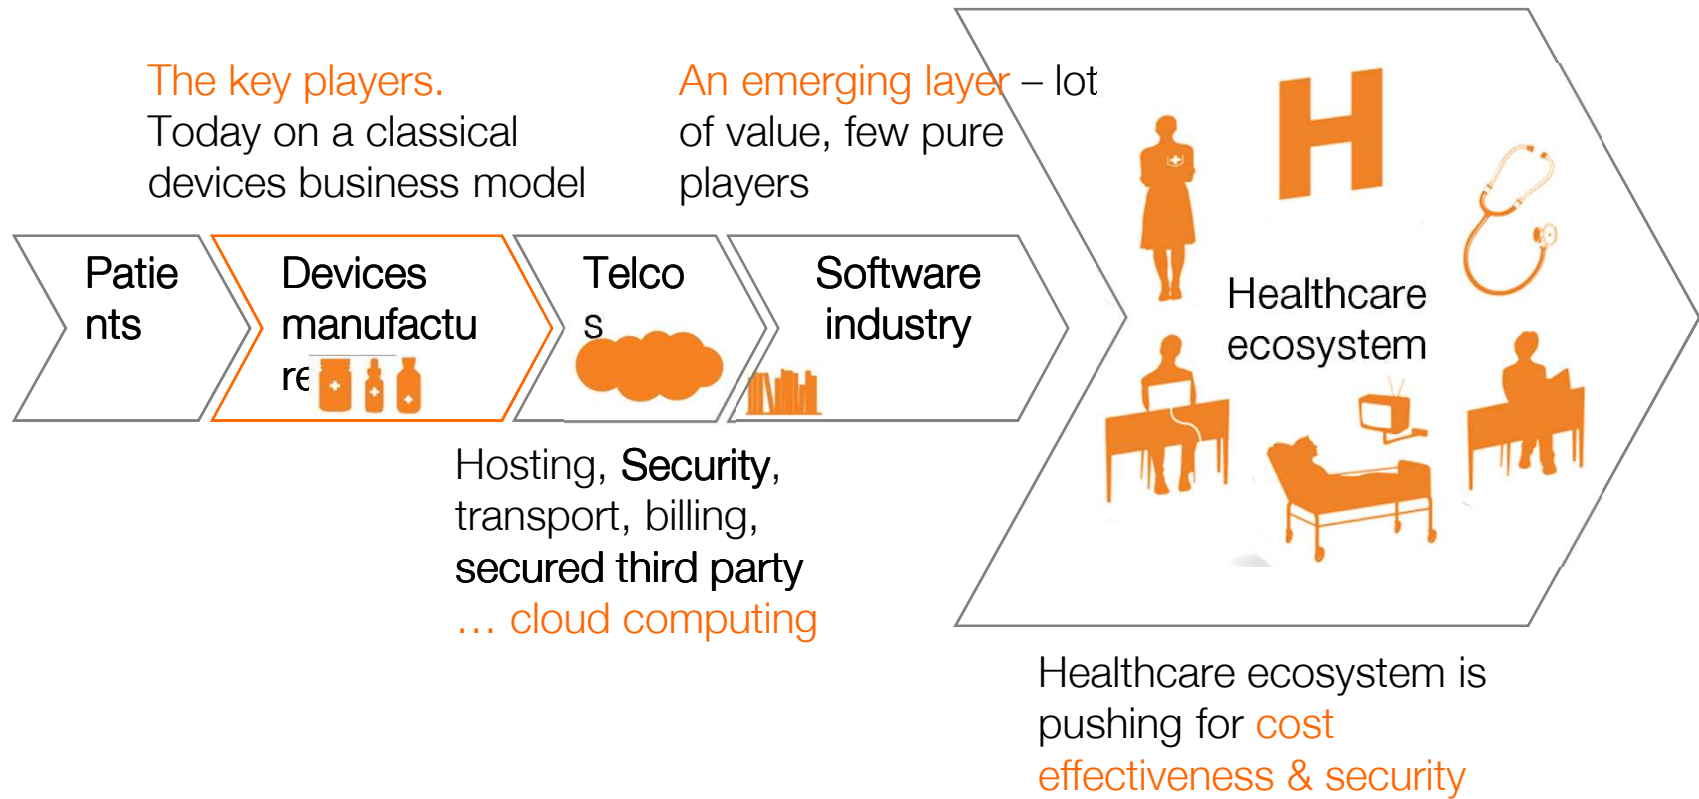 The key players.
Today on a classical
devices business model
An emerging layer – lot
of value, few pure
players
Patie
nts
Devices
manufactu
re
Telco
s
Software
industry
H
Healthcare
ecosystem
Hosting, Security,
transport, billing,
secured third party
… cloud computing
Healthcare ecosystem is
pushing for cost
effectiveness & security